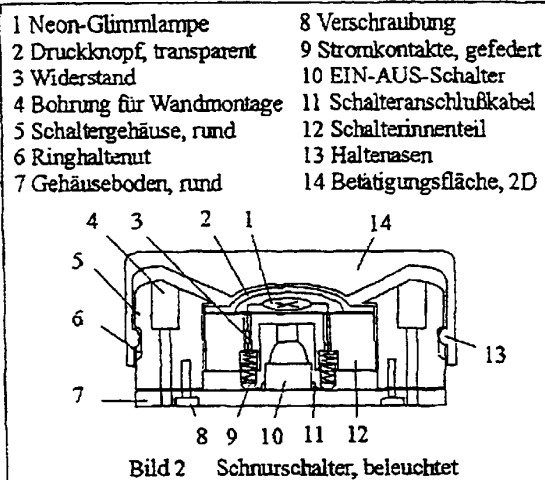 1 Neon-Glimmlampe
2 Druckknopf, transparent
3 Widerstand
4 Bohrung für Wandmontage
5 Schaltergehäuse, rund
6 Ringhaltenut
7 Gehäuseboden, rund
8 Verschraubung
9 Stromkontakte, gefedert
10 EIN-AUS-Schalter
11 Schalteranschlußkabel
12 Schalterinnenteil
13 Haltenasen
14 Betätigungsfläche, 2D
4 3 2 1 14
5
6
13
7
8 9 10 11 12
Bild 2 Schnurschalter, beleuchtet